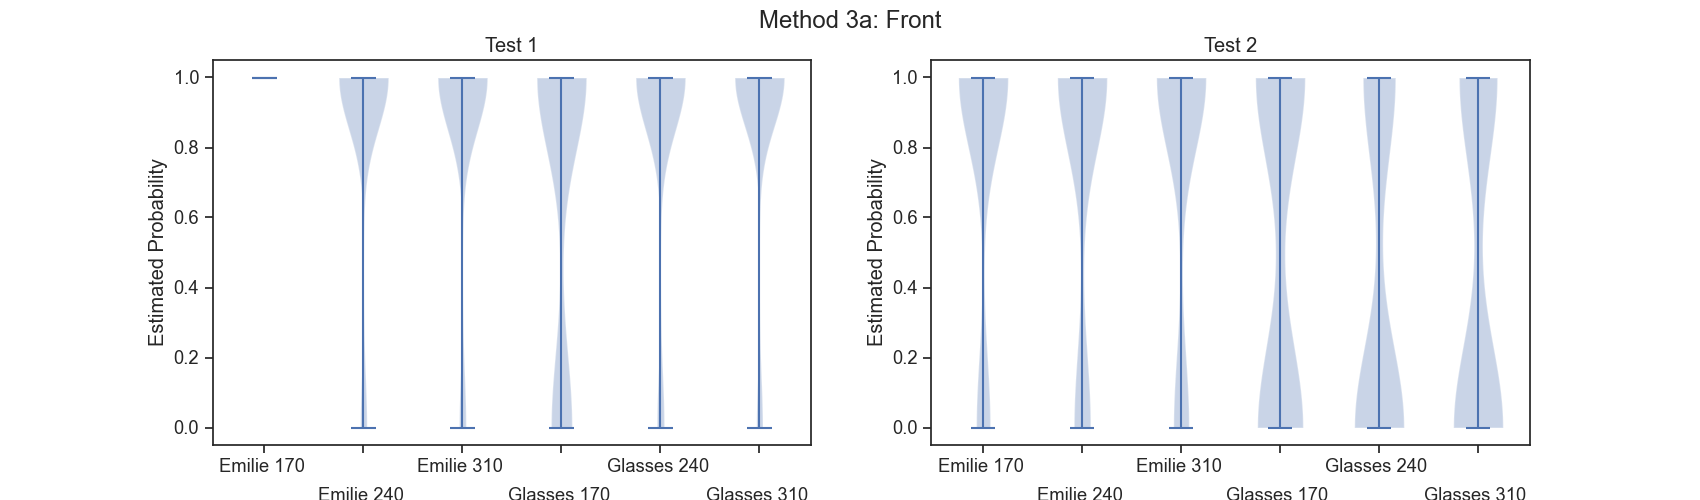 Method 3a: Front
Test 1
Estimated Probability
1.0
0.8
0.6
0.4
0.2
0.0
Emilie 170
Emilie 240
Emilie 310
Glasses 170
Glasses 240
Glasses 310
Test 2
Estimated Probability
1.0
0.8
0.6
0.4
0.2
0.0
Emilie 170
Emilie 240
Emilie 310
Glasses 170
Glasses 240
Glasses 310